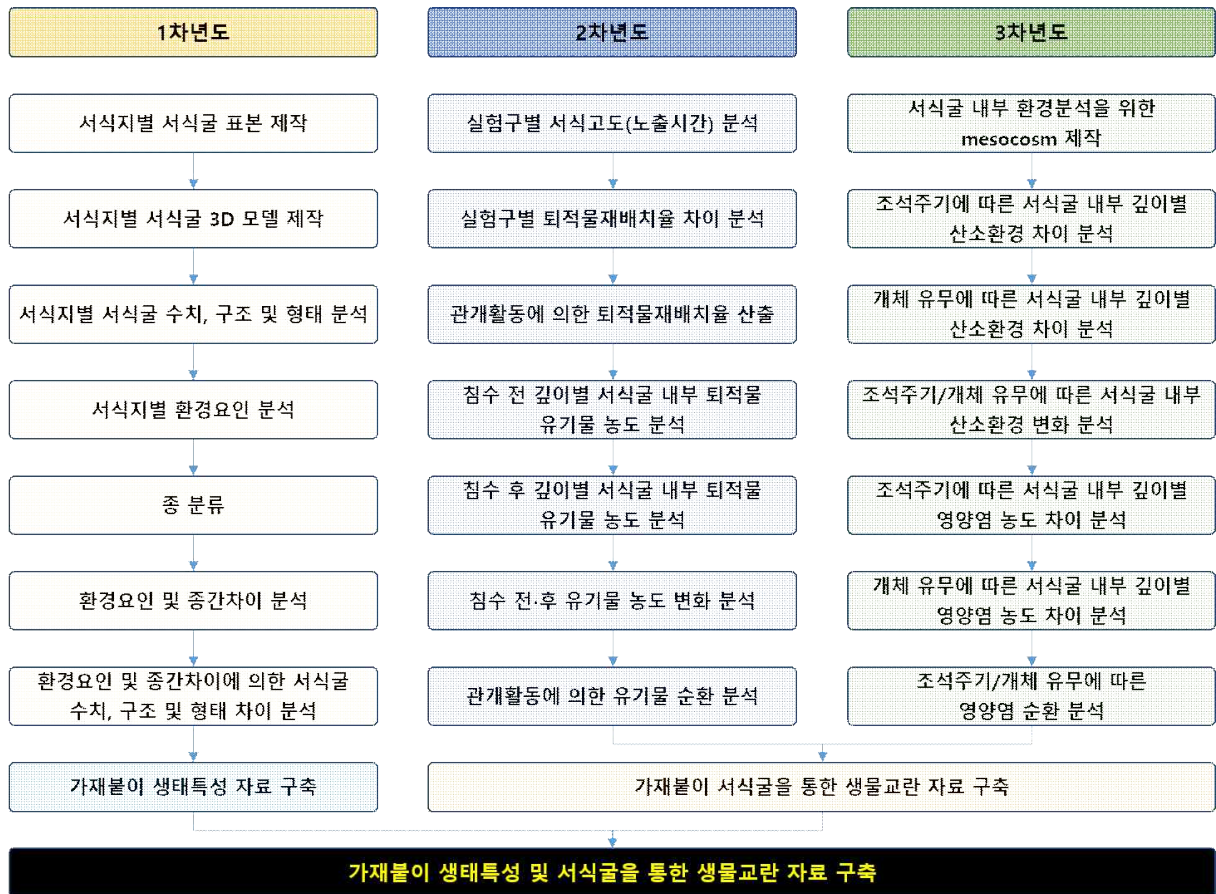 1차년도
서식지별 서식굴 표본 제작
서식지별 서식굴 3D 모델 제작
서식지별 서식굴 수치, 구조 및 형태 분석
서식지별 환경요인 분석
종 분류
환경요인 및 종간차이 분석
환경요인 및 종간차이에 의한 서식굴
수치, 구조 및 형태 차이 분석
가재붙이 생태특성 자료 구축
2차년도
실험구별 서식고도(노출시간) 분석
실험구별 퇴적물재배치율 차이 분석
관개활동에 의한 퇴적물재배치율 산출
침수 전 깊이별 서식굴 내부 퇴적물
유기물 농도 분석
침수 후 깊이별 서식굴 내부 퇴적물
유기물 농도 분석
침수 전·후 유기물 농도 변화 분석
관개활동에 의한 유기물 순환 분석
3차년도
서식굴 내부 환경분석을 위한
mesocosm 제작
조석주기에 따른 서식굴 내부 깊이별
산소환경 차이 분석
개체 유무에 따른 서식굴 내부 깊이별
산소환경 차이 분석
조석주기/개체 유무에 따른 서식굴 내부
산소환경 변화 분석
조석주기에 따른 서식굴 내부 깊이별
영양염 농도 차이 분석
개체 유무에 따른 서식굴 내부 깊이별
영양염 농도 차이 분석
조석주기/개체 유무에 따른
영양염 순환 분석
가재붙이 서식굴을 통한 생물교란 자료 구축
가재붙이 생태특성 및 서식굴을 통한 생물교란 자료 구축